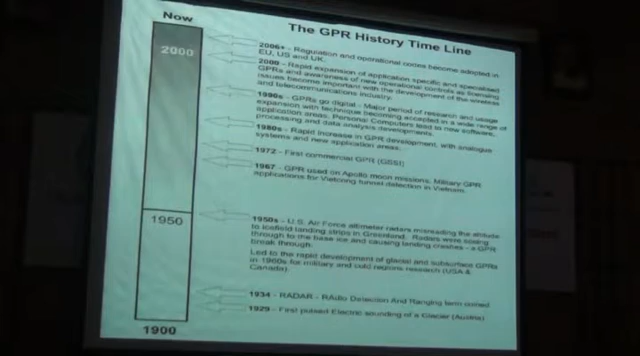 The GPR History Time Line
Now
2000
1950
1900
2006+ - Regulation and operational codes become adopted in
EU, US and UK.
2000 - Rapid expansion of application specific and specialised
GPRs and awareness of new operational controls as licensing
issues become important with the development of the wireless
and telecommunications industry.
1990s - GPRs go digital - Major period of research and usage
expansion with technique becoming accepted in a wide range of
application areas. Personal Computers lead to new software,
processing and data analysis developments.
1980s - Rapid increase in GPR development, with analogue
systems and new application areas.
1972 - First commercial GPR (GSSI)
1967 - GPR used on Apollo moon missions. Military GPR
applications for Vietcong tunnel detection in Vietnam.
1950s - U.S. Air Force altimeter radars misreading the altitude
to icefield landing strips in Greenland. Radars were seeing
through to the base ice and causing landing crashes - a GPR
break through.
Led to the rapid development of glacial and subsurface GPRs
in 1960s for military and cold regions research (USA &
Canada).
1934 - RADAR - RAdio Detection And Ranging term coined
1929 - First pulsed Electric sounding of a Glacier (Austria)